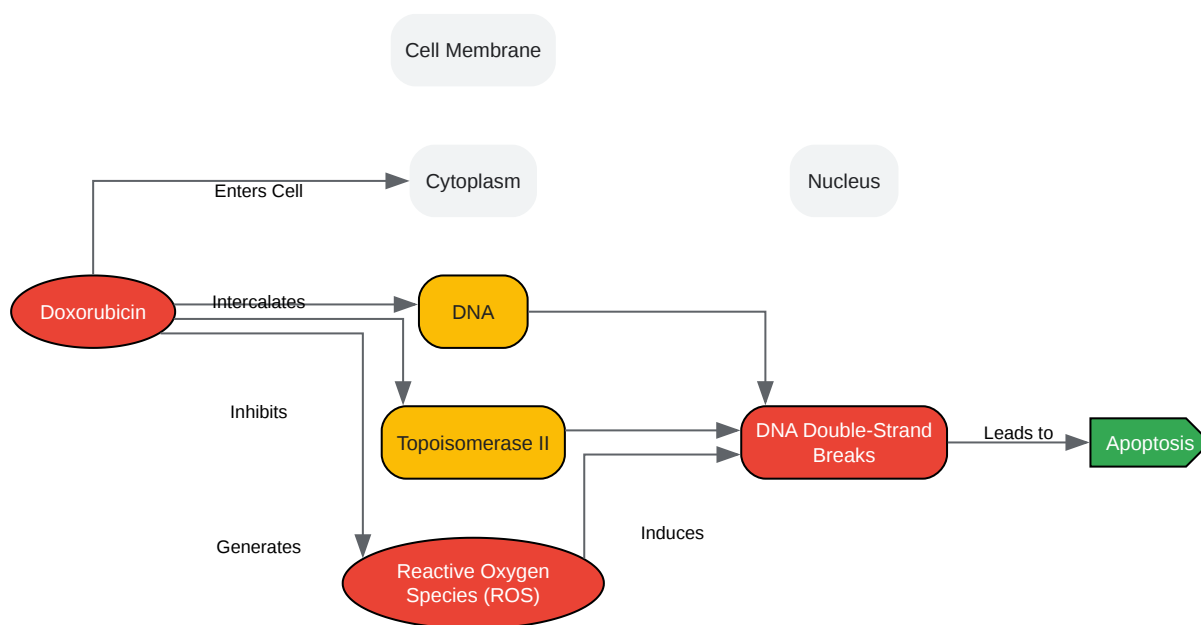 Cell Membrane
Enters Cell
Cytoplasm
Nucleus
Doxorubicin
Intercalates
DNA
Inhibits
Topoisomerase II
DNA Double-Strand
Breaks
Leads to
Apoptosis
Generates
Induces
Reactive Oxygen
Species (ROS)